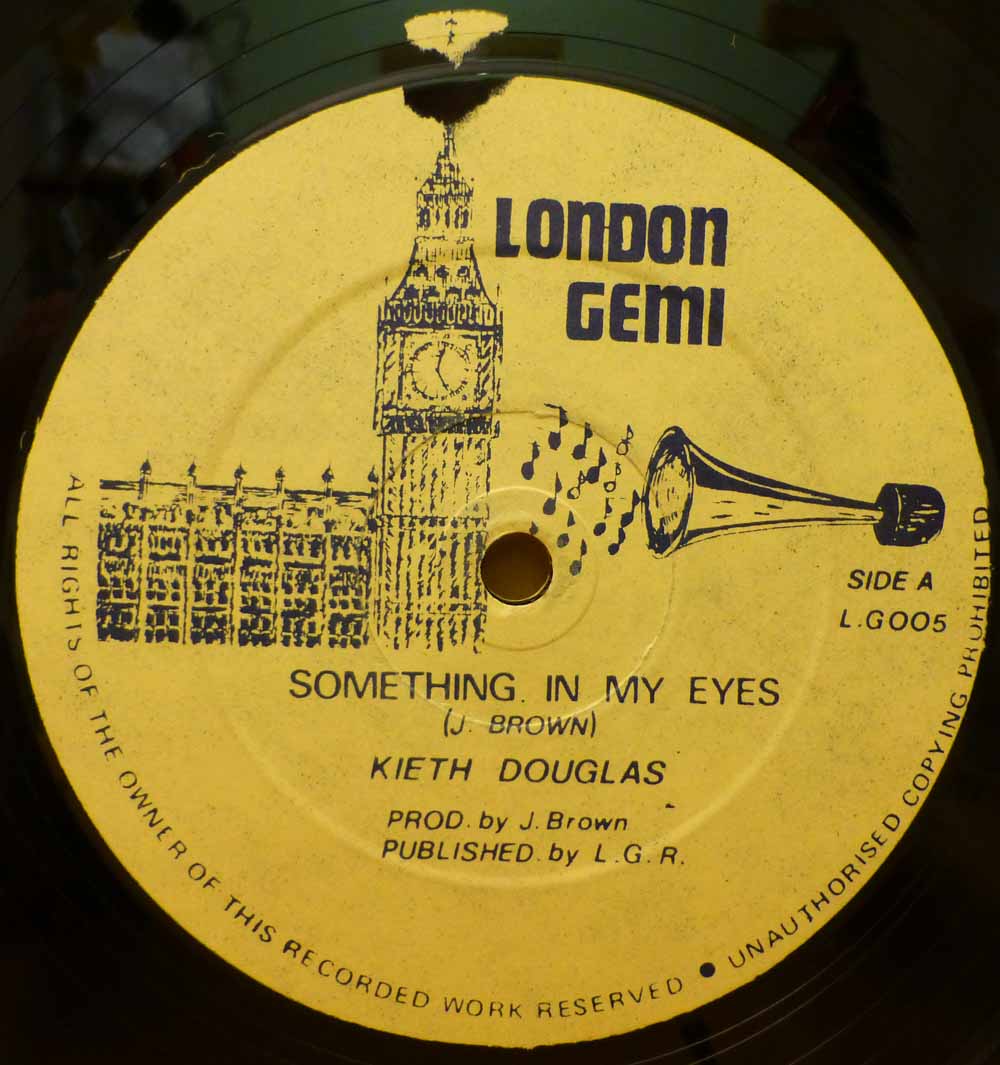 LONDON
GEMI
SIDE A
L.G005
SOMETHING. IN MY EYES
(J. BROWN)
KIETH DOUGLAS
PROD. by J. Brown
PUBLISHED. by L.G.R.
ALL RIGHTS OF THE OWNER OF THIS RECORDED WORK RESERVED ● UNAUTHORISED COPYING PROHIBITED